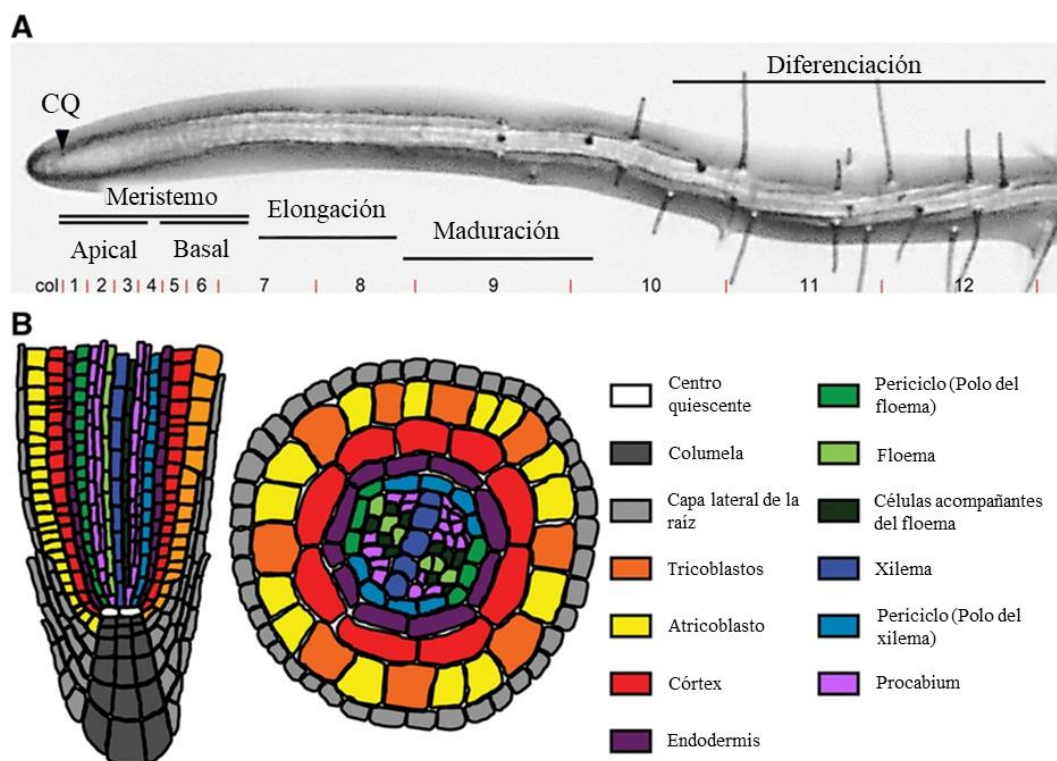 A
Diferenciación
CQ
Meristemo
Elongación
Apical
Basal
Maduración
col 1 2 3 4 5 6 7 8 9 10 11 12
B
Centro
quiescente
Columela
Capa lateral de la
raíz
Tricoblastos
Atricoblasto
Córtex
Endodermis
Periciclo (Polo del
floema)
Floema
Células acompañantes
del floema
Xilema
Periciclo (Polo del
xilema)
Procabium